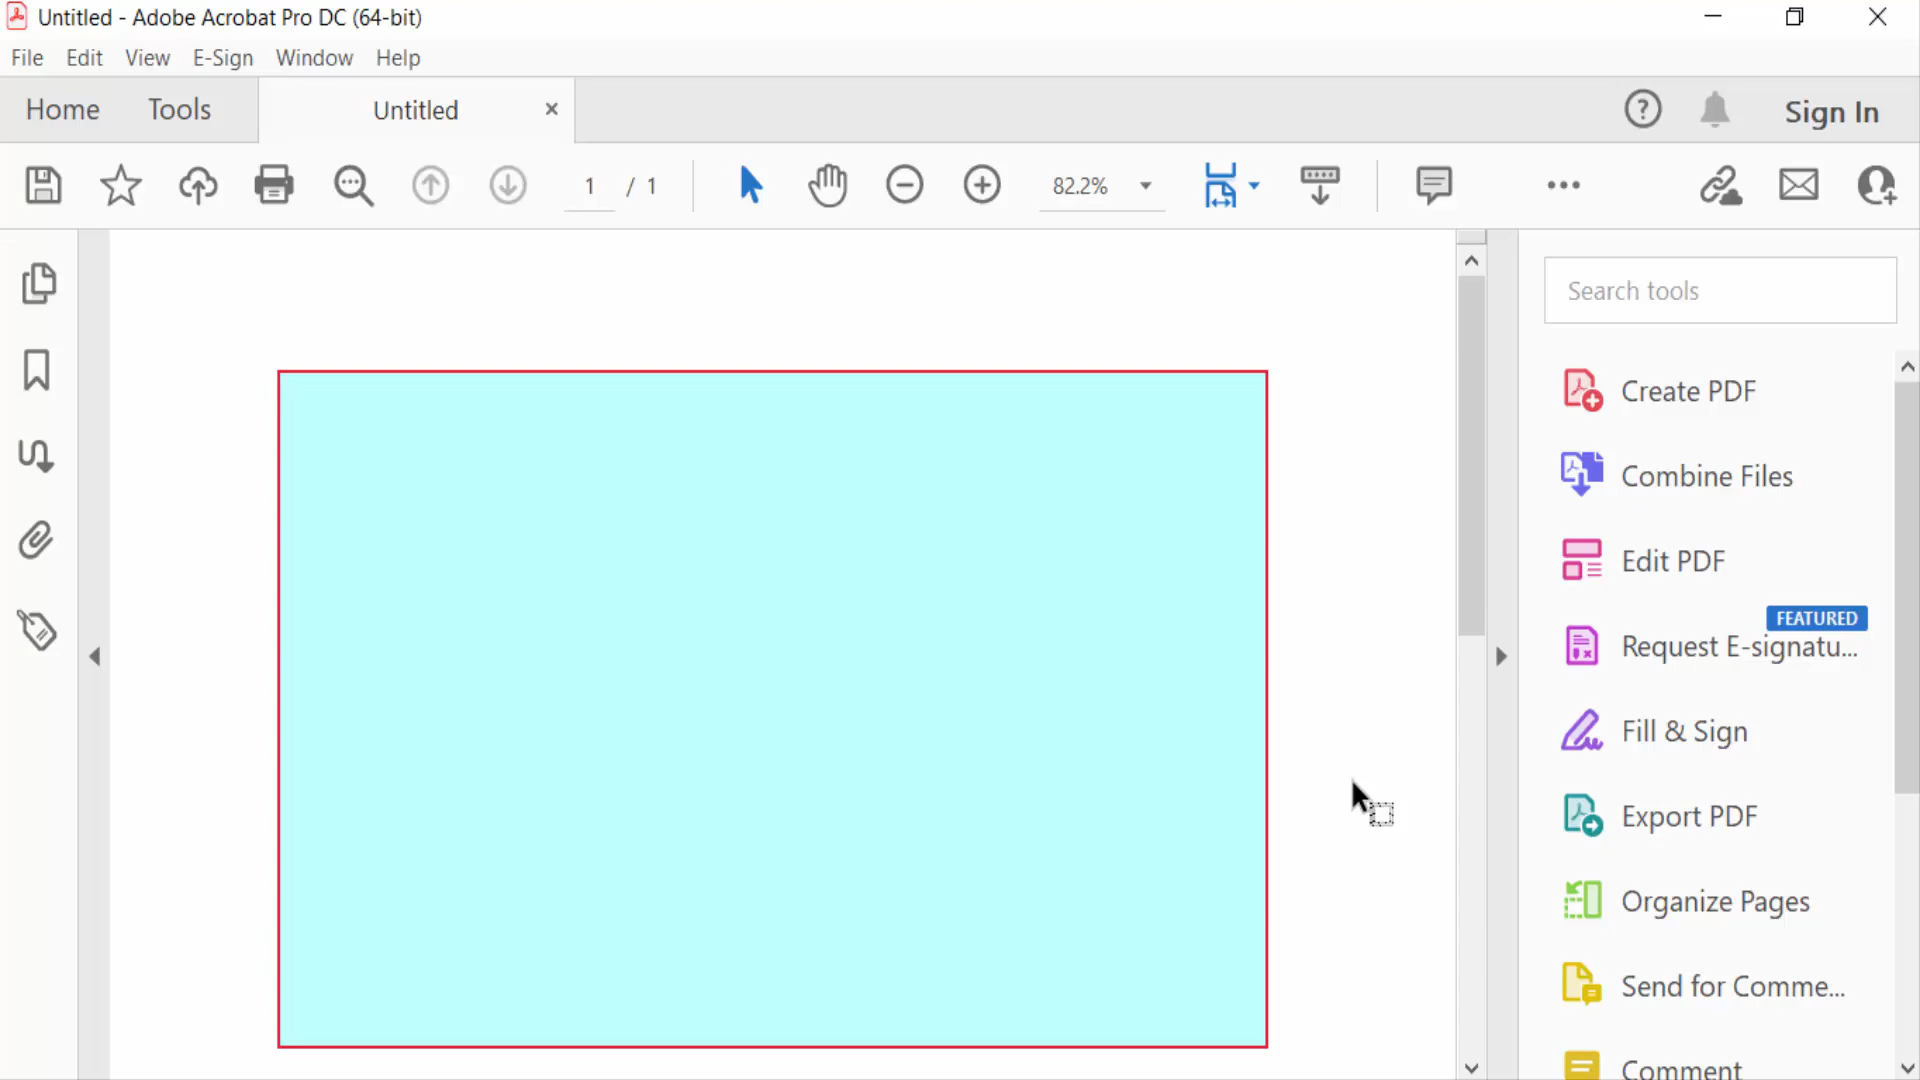 Untitled - Adobe Acrobat Pro DC (64-bit)
File Edit View E-Sign Window Help
Home Tools Untitled Sign In
1 / 1 82.2%
Search tools
Create PDF
Combine Files
Edit PDF
FEATURED
Request E-signatu...
Fill & Sign
Export PDF
Organize Pages
Send for Comme...
Comment